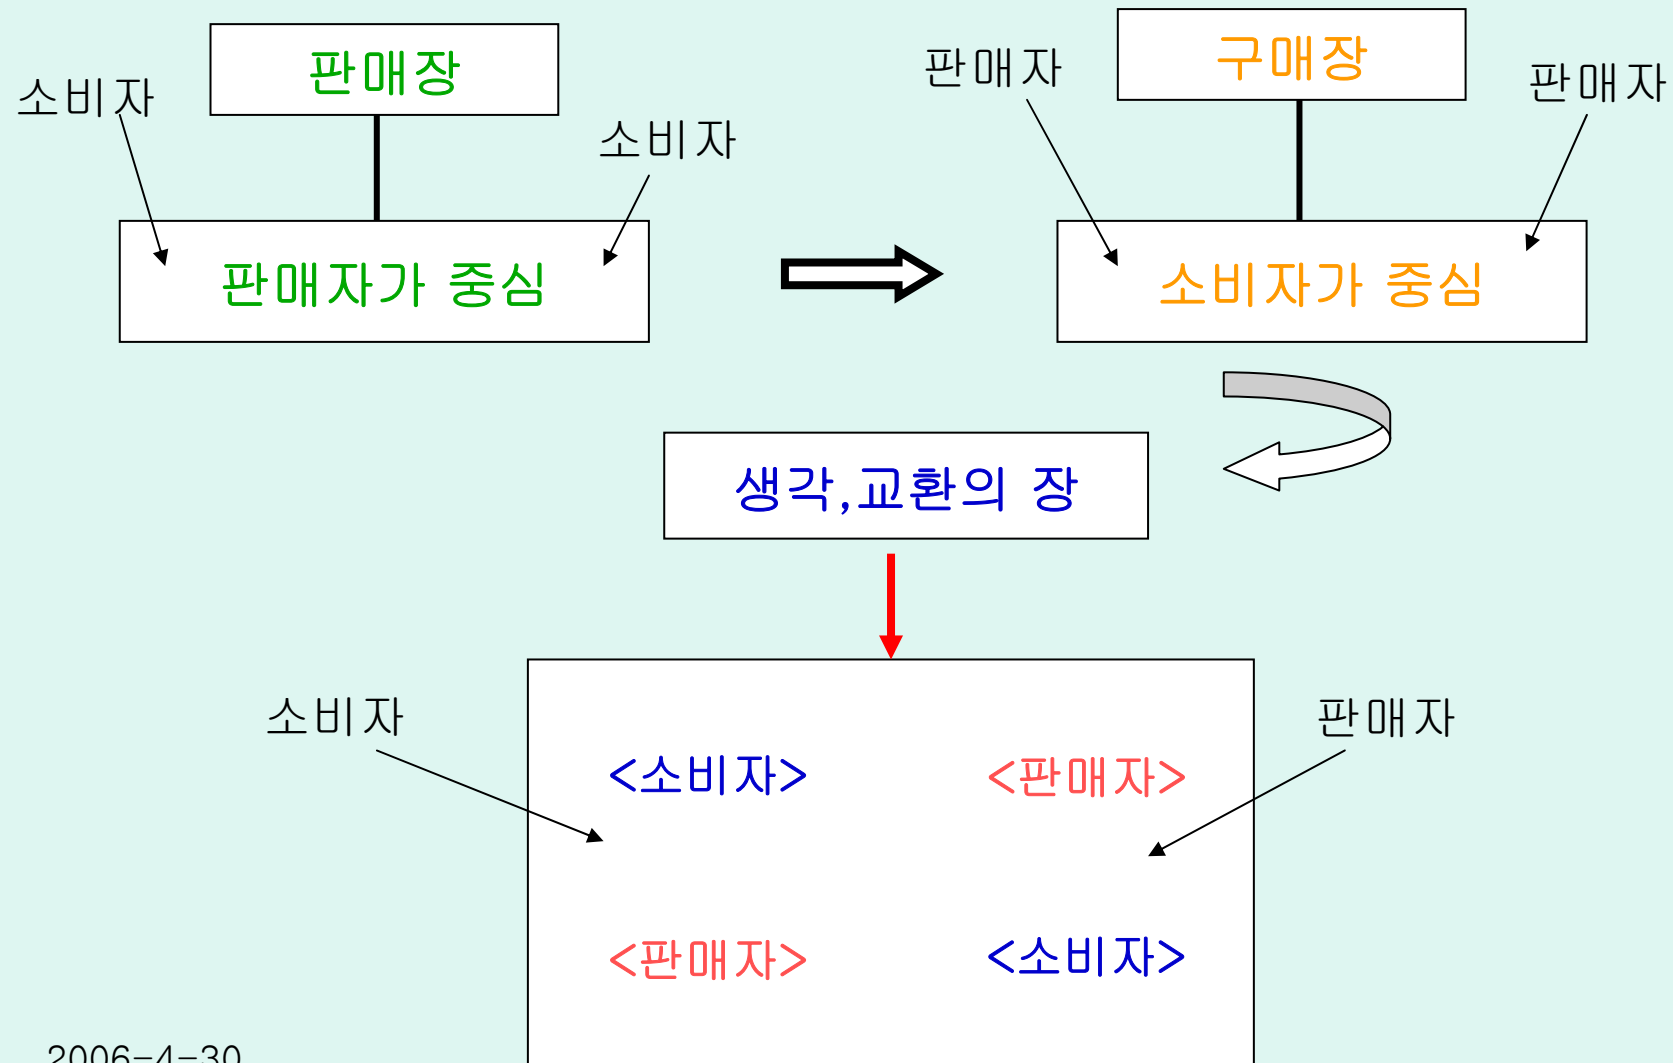 판매장
구매장
소비자
소비자
판매자
판매자
판매자가 중심
소비자가 중심
생각,교환의 장
소비자
판매자
<소비자>
<판매자>
<판매자>
<소비자>
2006-4-30